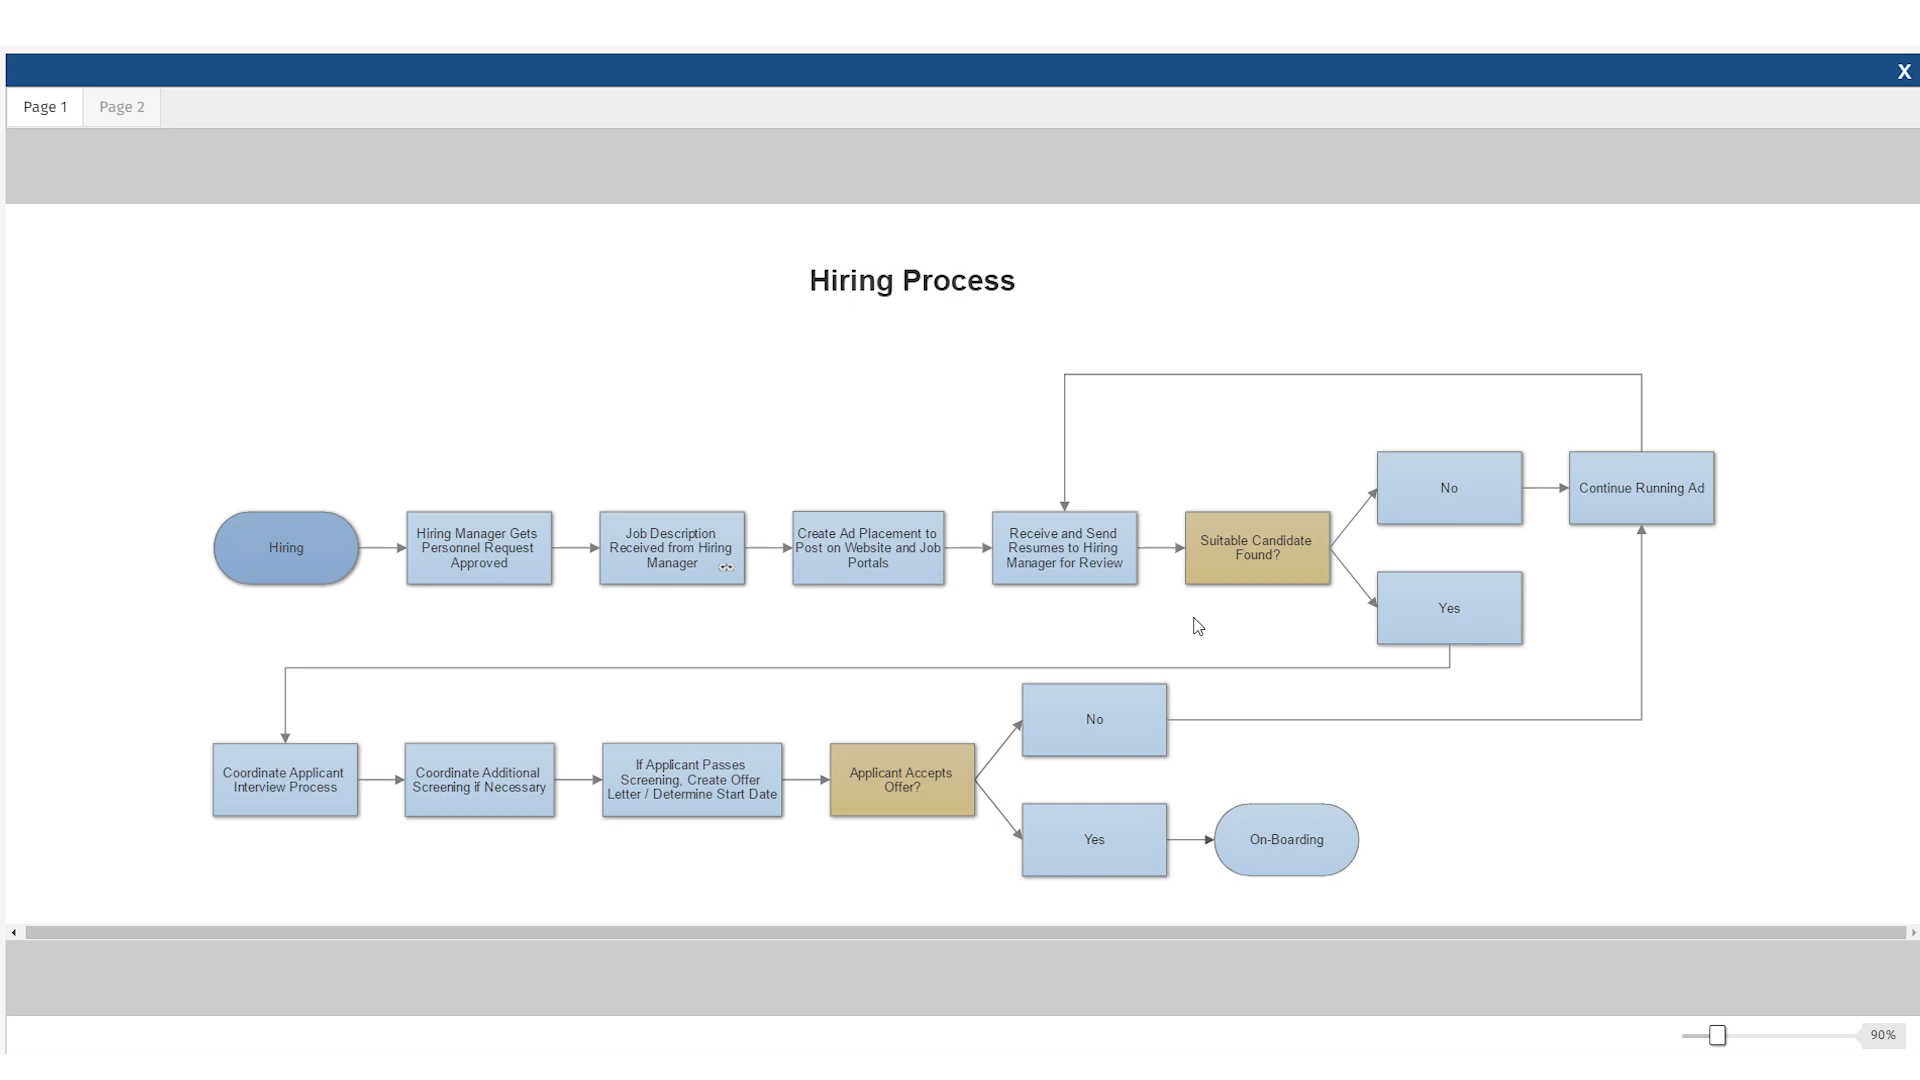 X
Page 1
Page 2
Hiring Process
Hiring
Hiring Manager Gets
Personnel Request
Approved
Job Description
Received from Hiring
Manager
Create Ad Placement to
Post on Website and Job
Portals
Receive and Send
Resumes to Hiring
Manager for Review
Suitable Candidate
Found?
No
Continue Running Ad
Yes
Coordinate Applicant
Interview Process
Coordinate Additional
Screening if Necessary
If Applicant Passes
Screening, Create Offer
Letter / Determine Start Date
Applicant Accepts
Offer?
No
Yes
On-Boarding
90%